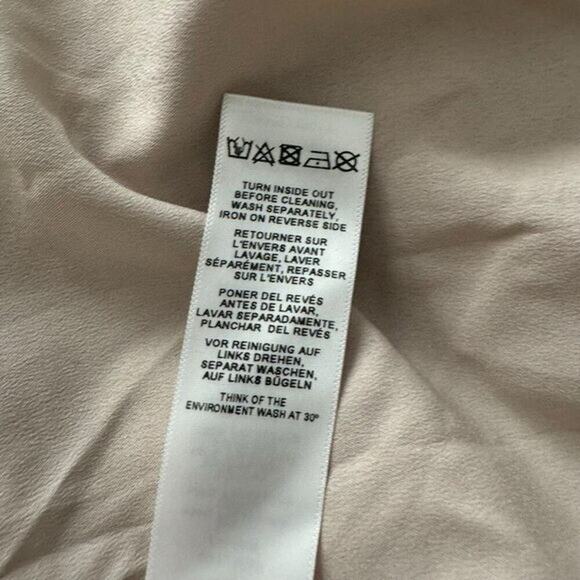 TURN INSIDE OUT
BEFORE CLEANING,
WASH SEPARATELY,
IRON ON REVERSE SIDE
RETOURNER SUR
L'ENVERS AVANT
LAVAGE, LAVER
SÉPARÉMENT, REPASSER
SUR L'ENVERS
PONER DEL REVÉS
ANTES DE LAVAR,
LAVAR SEPARADAMENTE,
PLANCHAR DEL REVÉS
VOR REINIGUNG AUF
LINKS DREHEN,
SEPARAT WASCHEN,
AUF LINKS BÜGELN
THINK OF THE
ENVIRONMENT WASH AT 30°